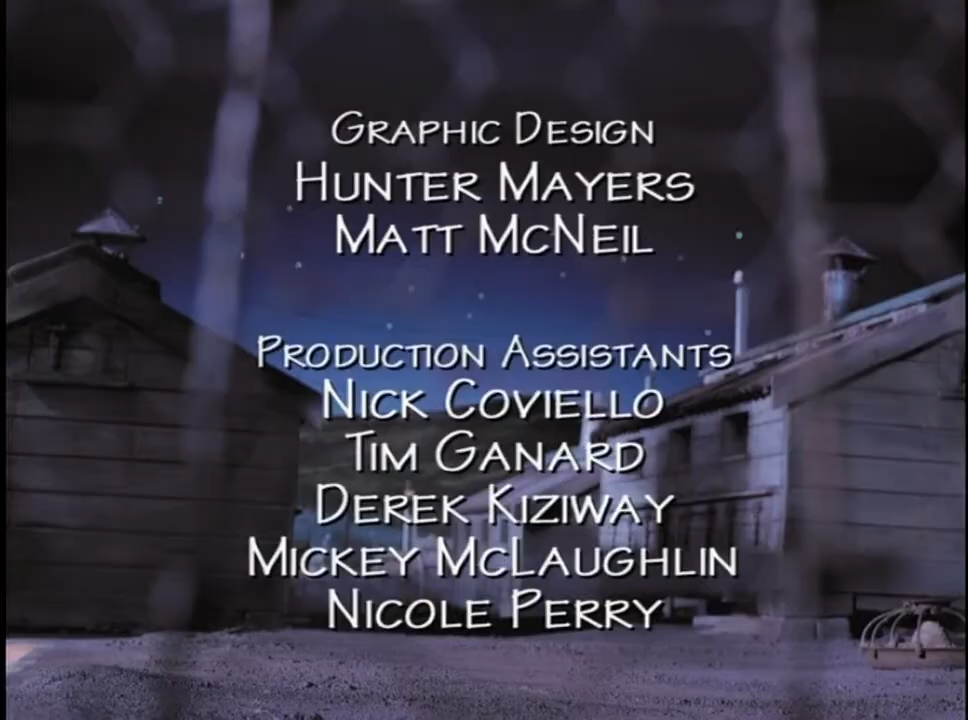 Graphic Design
Hunter Mayers
Matt McNeil
Production Assistants
Nick Coviello
Tim Ganard
Derek Kiziway
Mickey McLaughlin
Nicole Perry